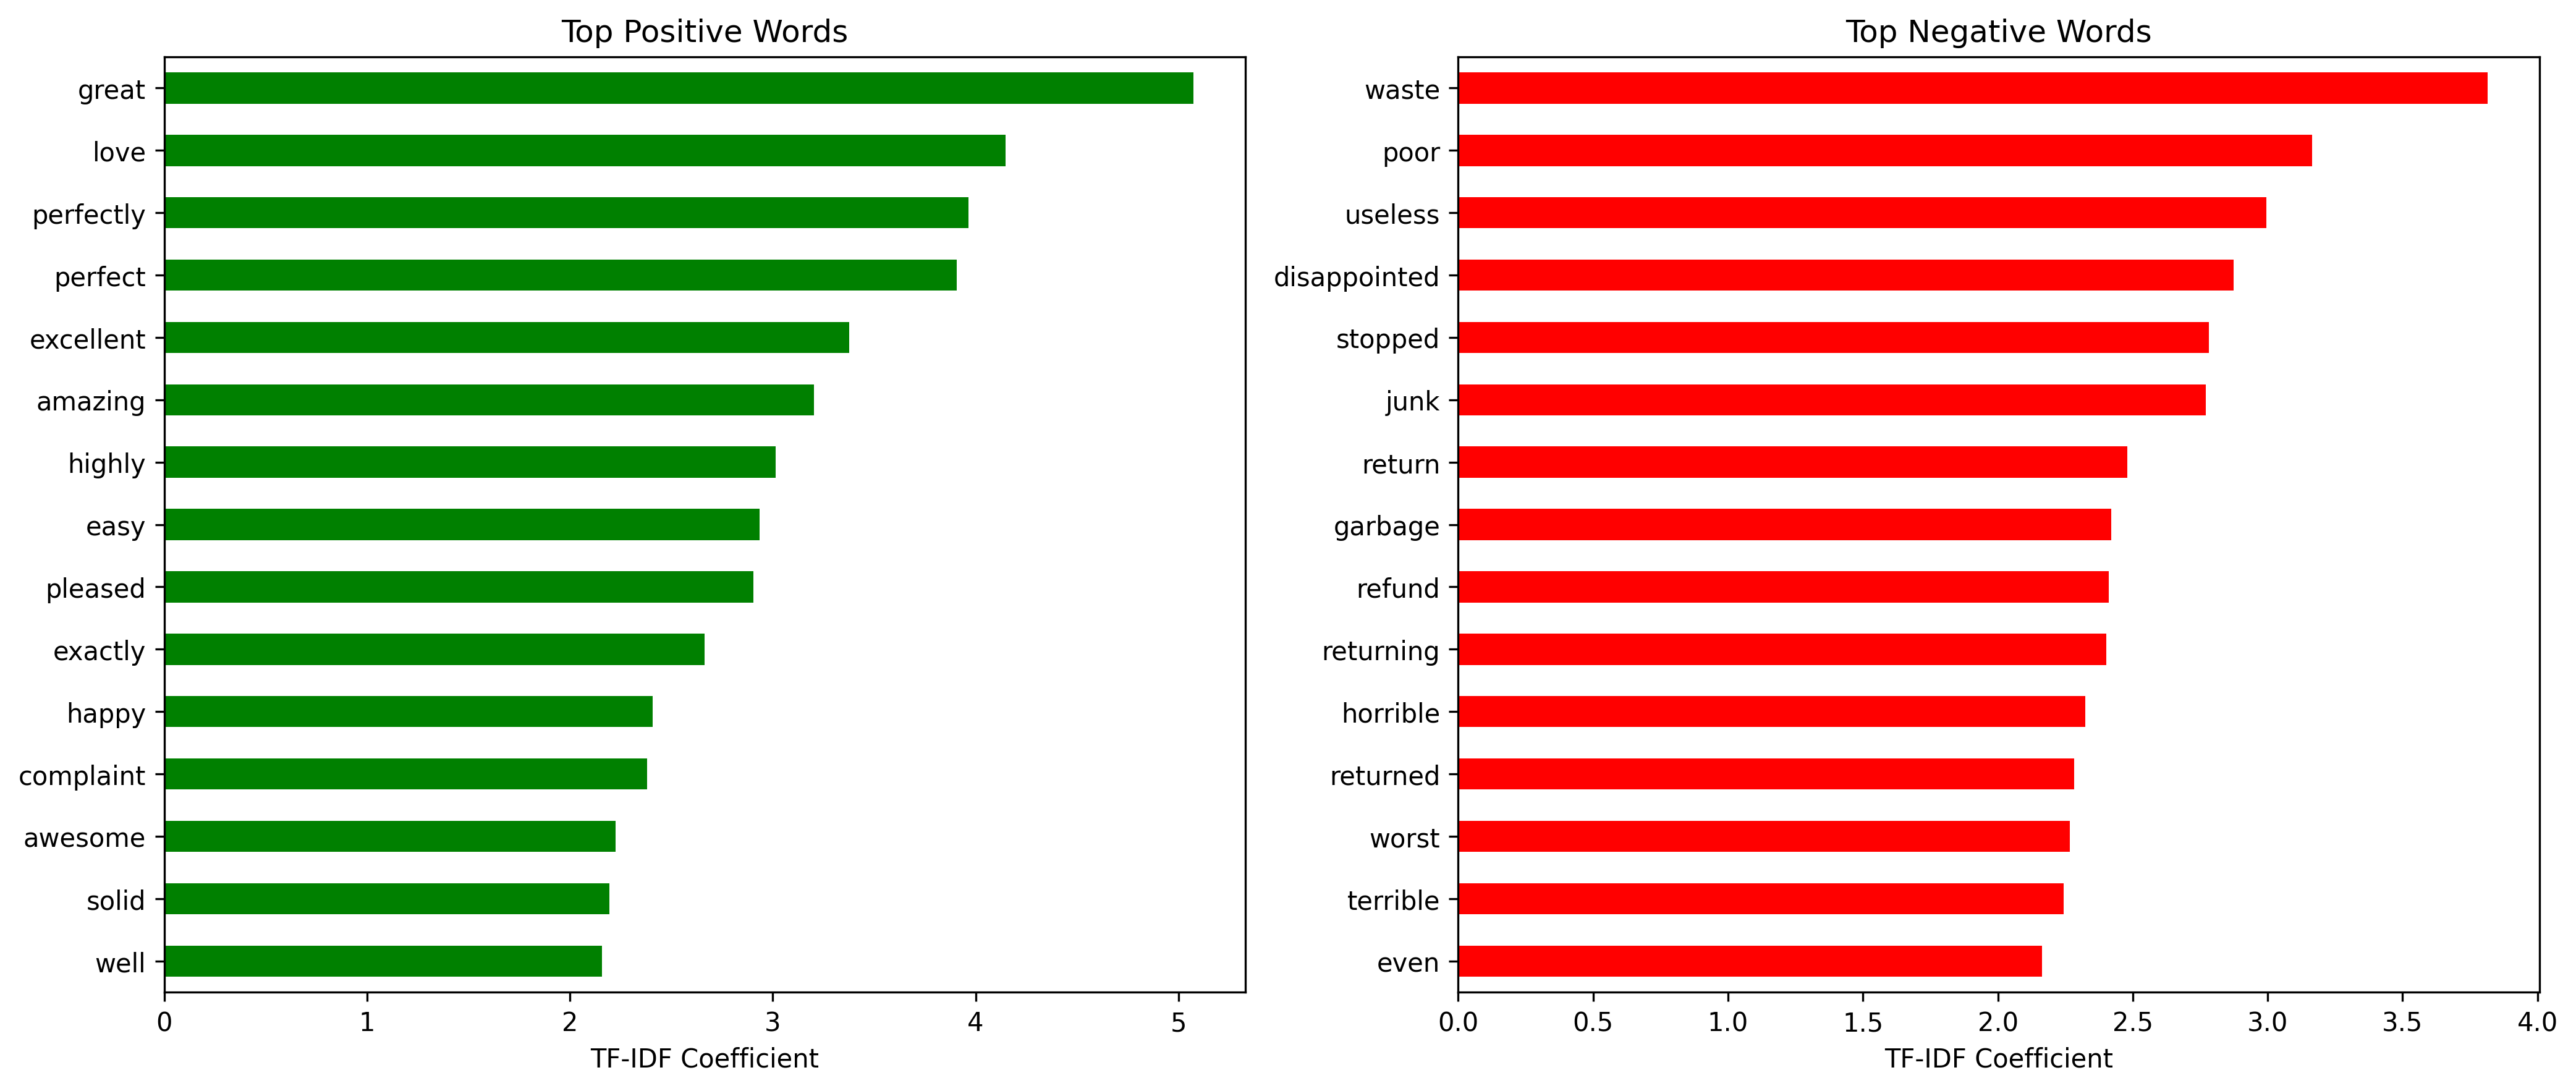 Top Positive Words
great
love
perfectly
perfect
excellent
amazing
highly
easy
pleased
exactly
happy
complaint
awesome
solid
well
0 1 2 3 4 5
TF-IDF Coefficient
Top Negative Words
waste
poor
useless
disappointed
stopped
junk
return
garbage
refund
returning
horrible
returned
worst
terrible
even
0.0 0.5 1.0 1.5 2.0 2.5 3.0 3.5 4.0
TF-IDF Coefficient